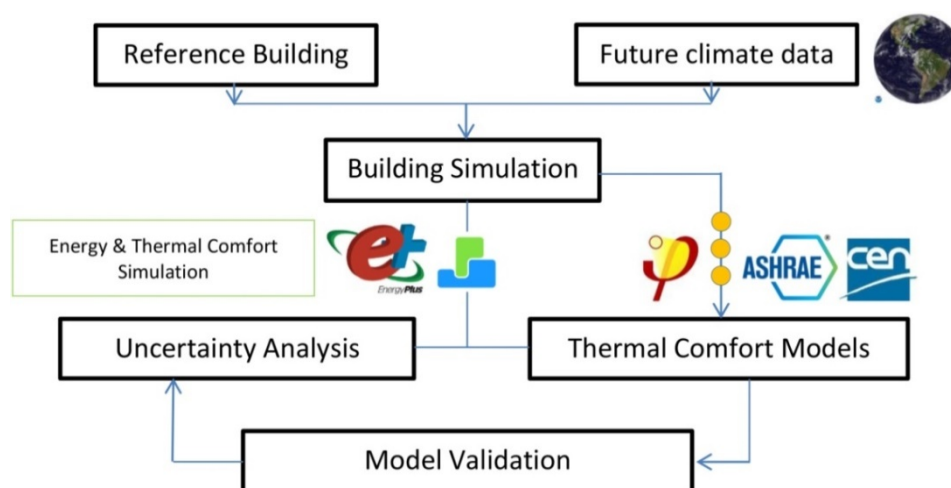 Reference Building
Future climate data
Building Simulation
Energy & Thermal Comfort
Simulation
et
EnergyPlus
φ
ASHRAE®
cen
Uncertainty Analysis
Thermal Comfort Models
Model Validation